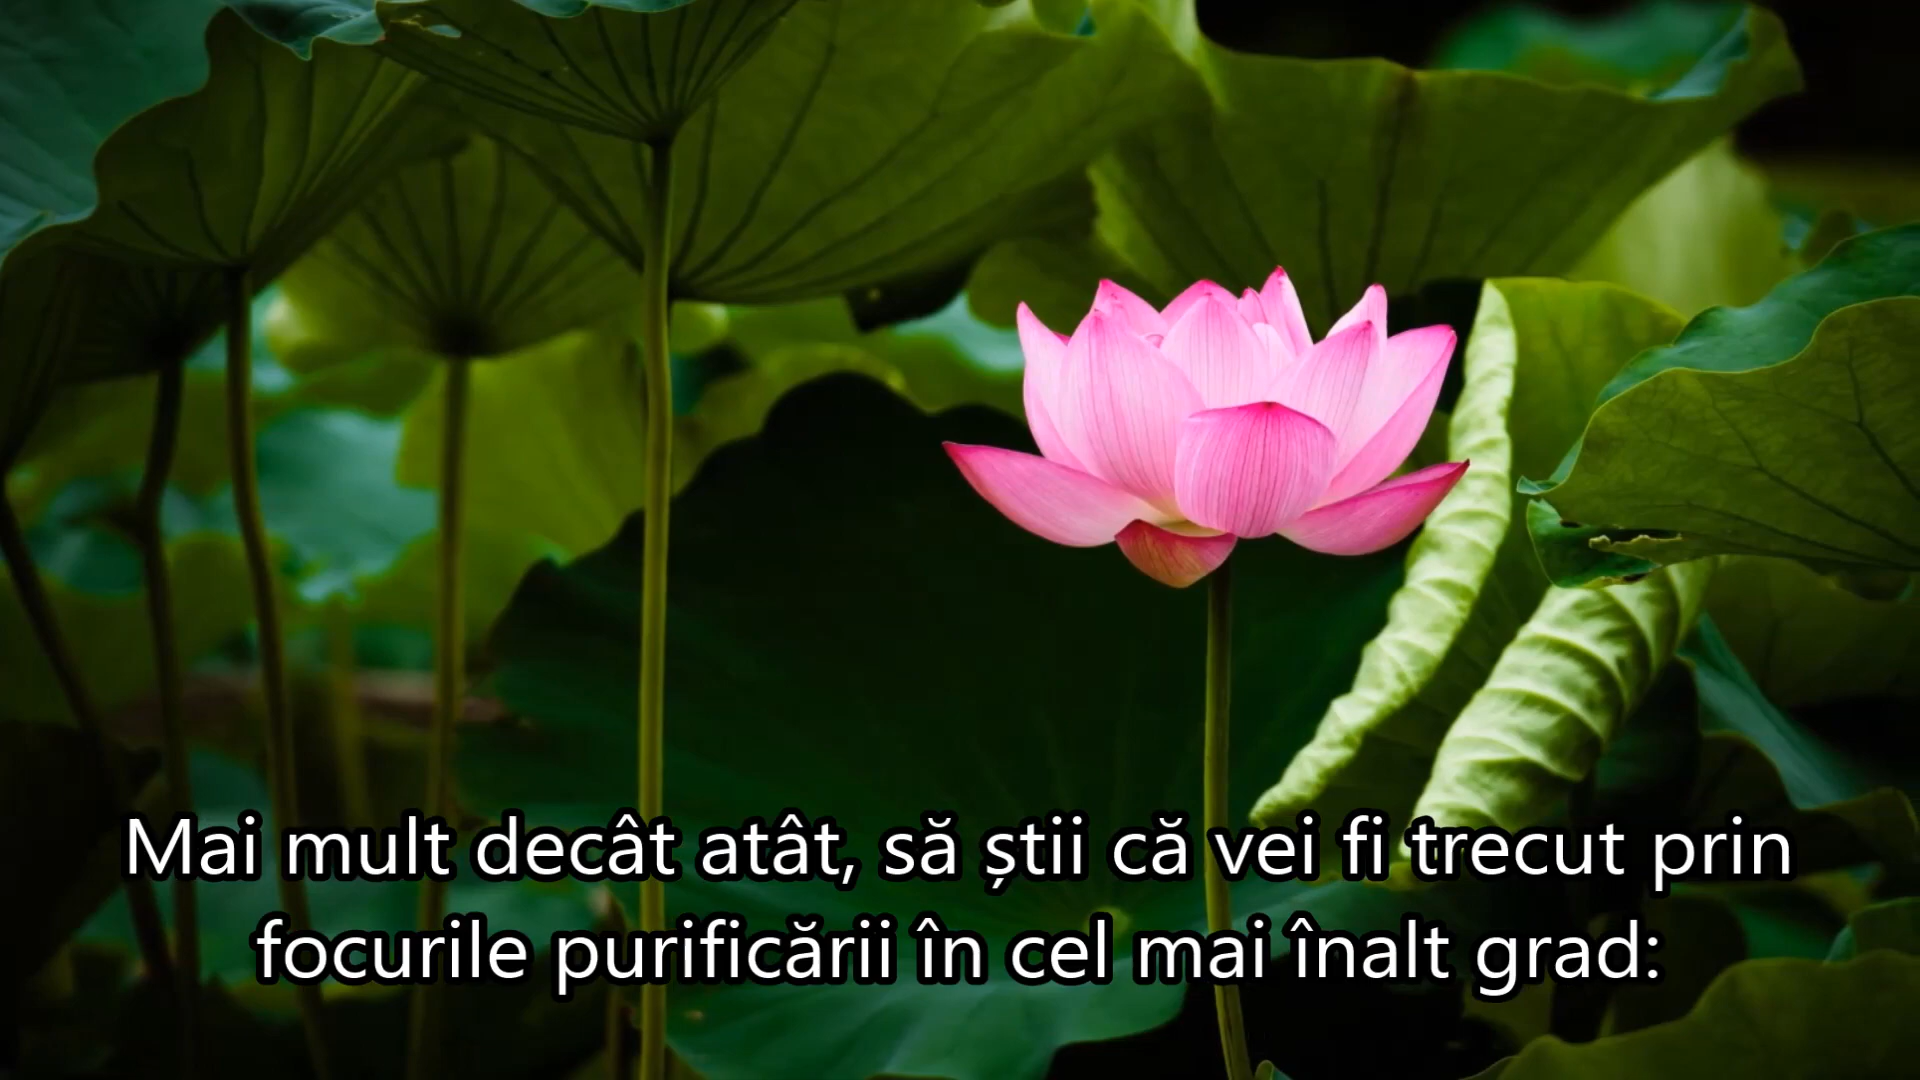 Mai mult decât atât, să știi că vei fi trecut prin
focurile purificării în cel mai înalt grad: